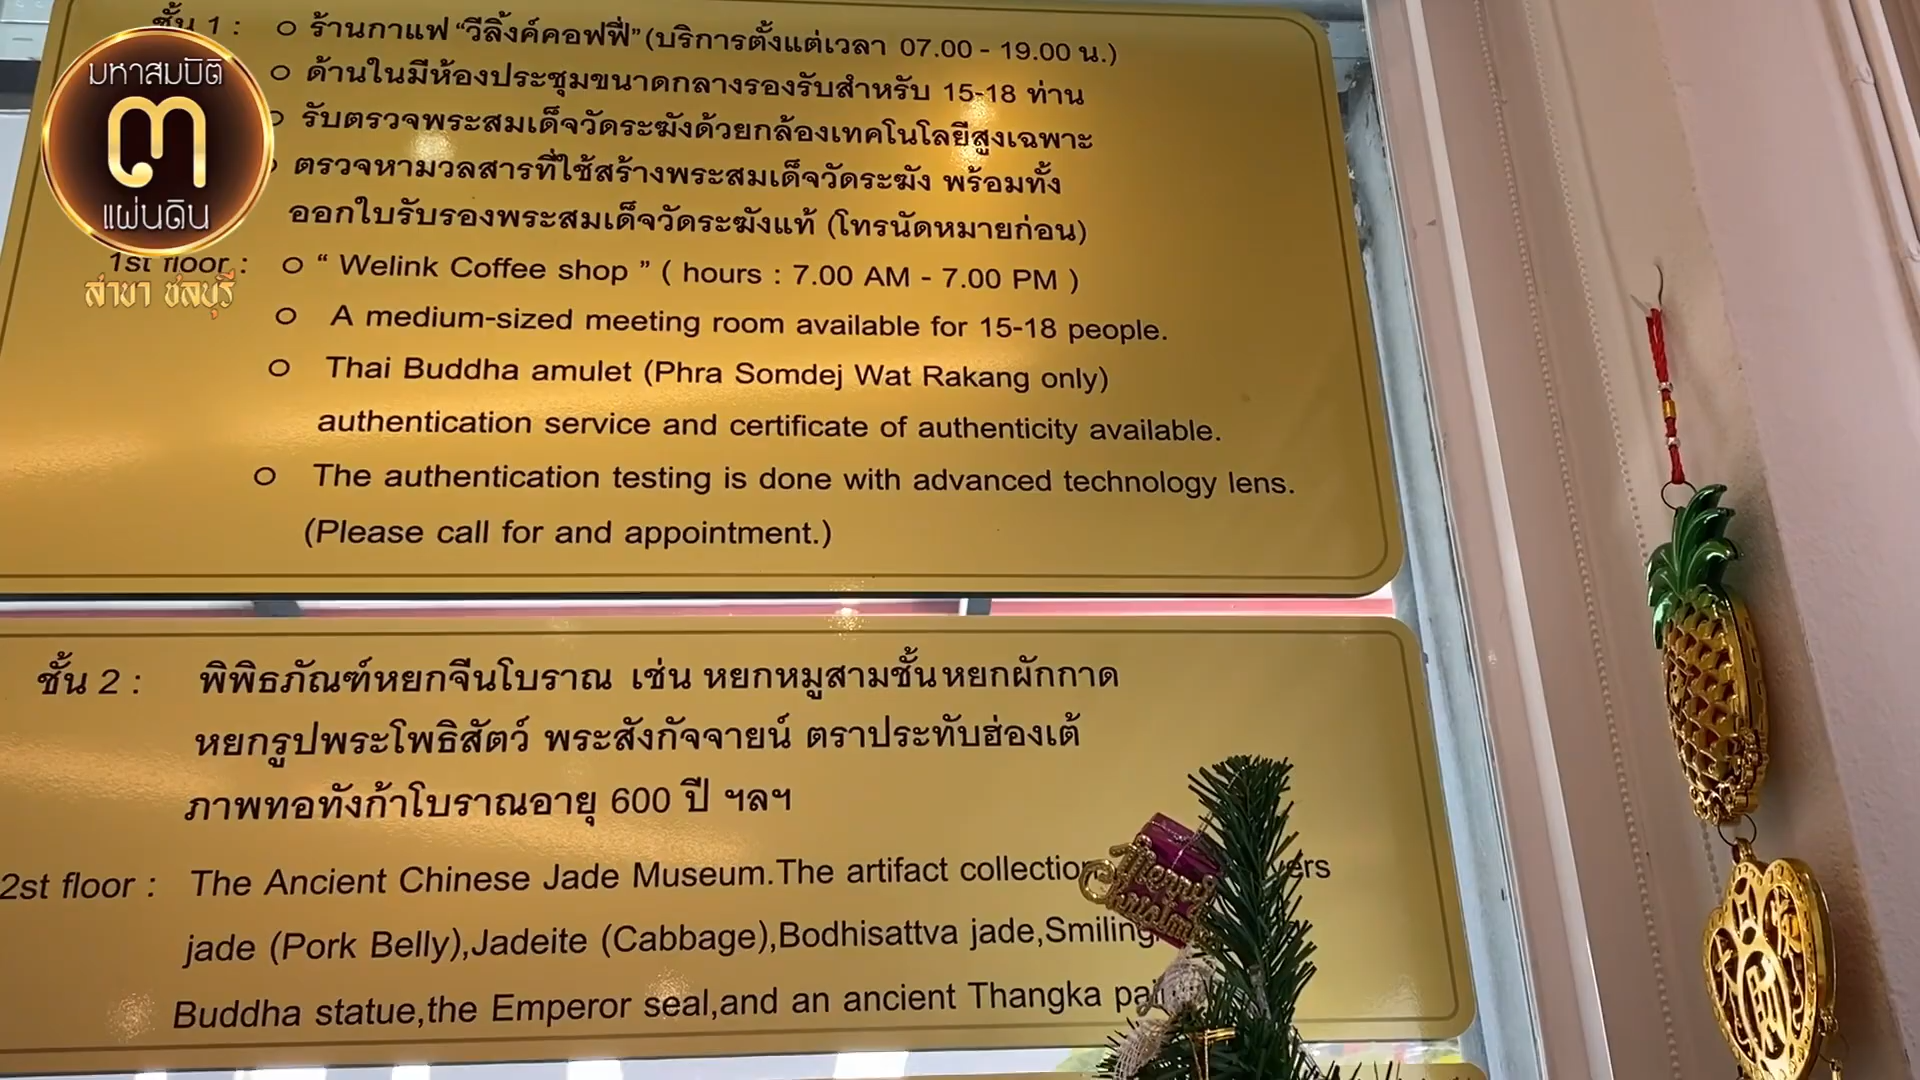 มหาสมบัติ
๓
แผ่นดิน
สาขา ชลบุรี
ชั้น 1 : ร้านกาแฟ “วีลิ้งค์คอฟฟี่” (บริการตั้งแต่เวลา 07.00 - 19.00 น.)
ด้านในมีห้องประชุมขนาดกลางรองรับสำหรับ 15-18 ท่าน
รับตรวจพระสมเด็จวัดระฆังด้วยกล้องเทคโนโลยีสูงเฉพาะ
ตรวจหามวลสารที่ใช้สร้างพระสมเด็จวัดระฆัง พร้อมทั้ง
ออกใบรับรองพระสมเด็จวัดระฆังแท้ (โทรนัดหมายก่อน)
1st floor : “ Welink Coffee shop ” ( hours : 7.00 AM - 7.00 PM )
A medium-sized meeting room available for 15-18 people.
Thai Buddha amulet (Phra Somdej Wat Rakang only)
authentication service and certificate of authenticity available.
The authentication testing is done with advanced technology lens.
(Please call for and appointment.)
ชั้น 2 : พิพิธภัณฑ์หยกจีนโบราณ เช่น หยกหมูสามชั้น หยกผักกาด
หยกรูปพระโพธิสัตว์ พระสังกัจจายน์ ตราประทับฮ่องเต้
ภาพทอทังก้าโบราณอายุ 600 ปี ฯลฯ
2st floor : The Ancient Chinese Jade Museum.The artifact collection
jade (Pork Belly),Jadeite (Cabbage),Bodhisattva jade,Smiling
Buddha statue,the Emperor seal,and an ancient Thangka
Merry
Christmas